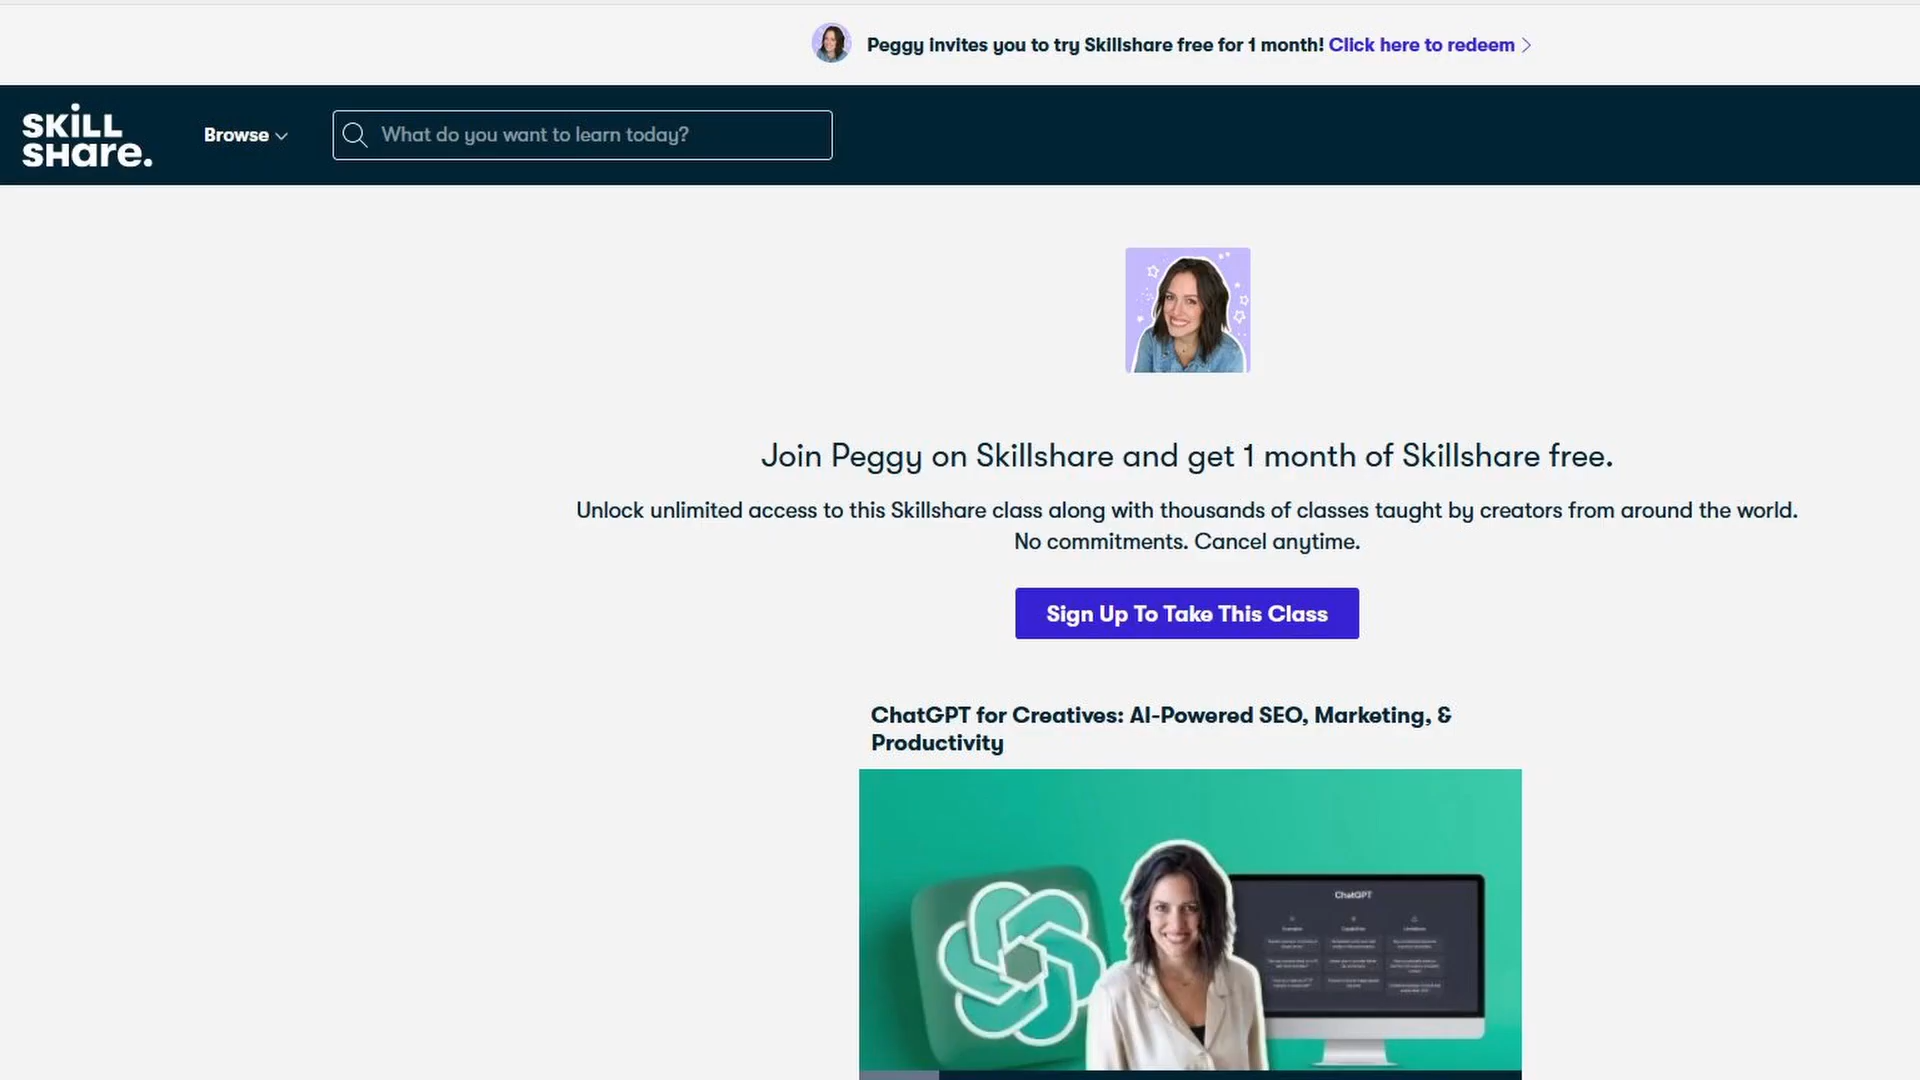 Peggy invites you to try Skillshare free for 1 month! Click here to redeem
SKiLL
SHare.
Browse
What do you want to learn today?
Join Peggy on Skillshare and get 1 month of Skillshare free.
Unlock unlimited access to this Skillshare class along with thousands of classes taught by creators from around the world.
No commitments. Cancel anytime.
Sign Up To Take This Class
ChatGPT for Creatives: AI-Powered SEO, Marketing, &
Productivity
ChatGPT
Examples Capabilities Limitations